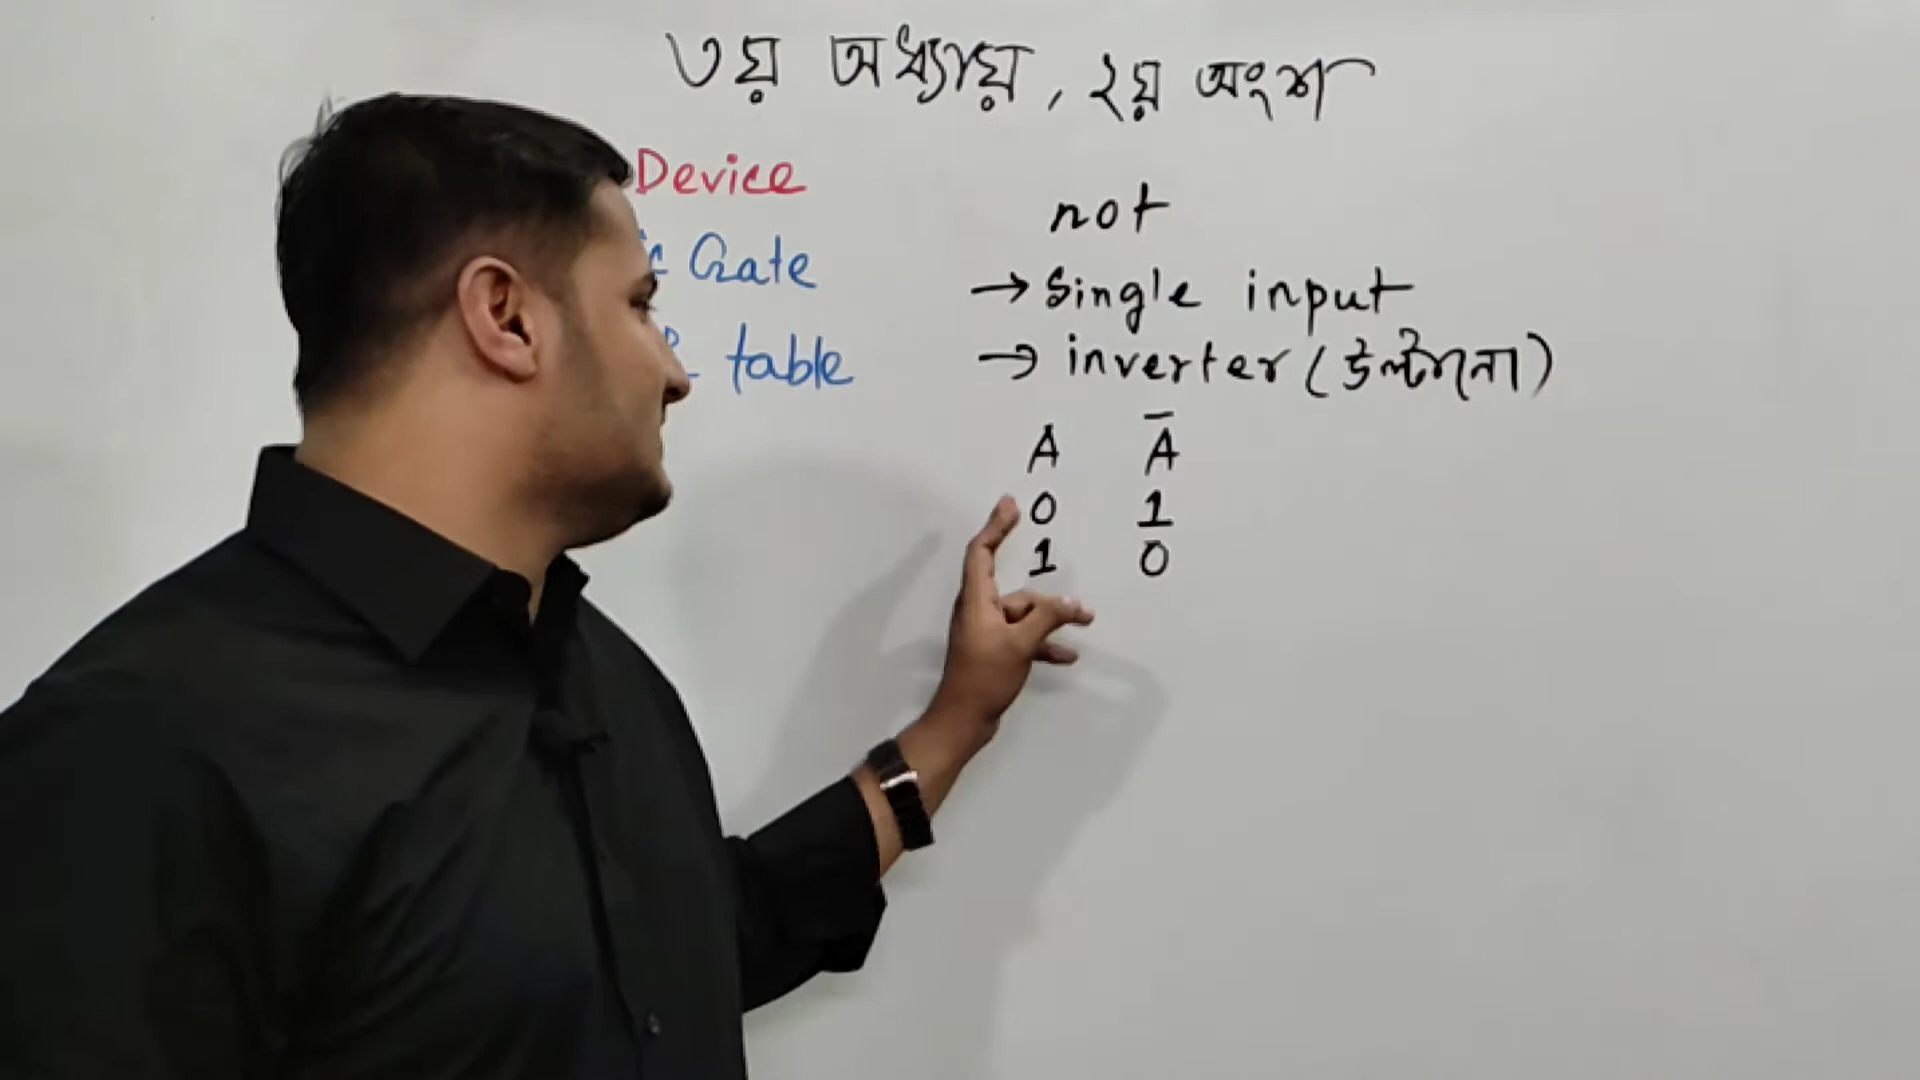 ৩য় অধ্যায়, ২য় অংশ
Device
Gate
table
not
→ Single input
→ inverter (উল্টানো)
A Ā
0 1
1 0